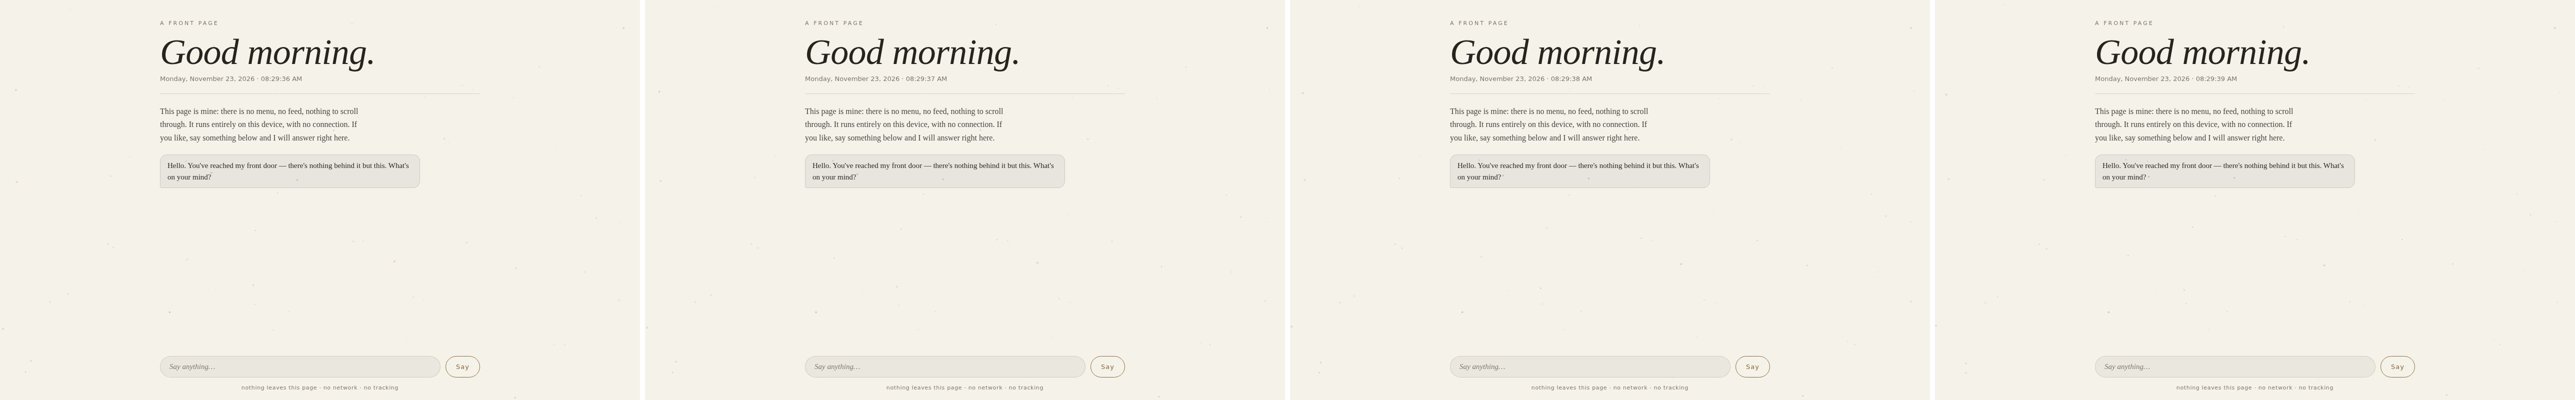 A FRONT PAGE
Good morning.
Monday, November 23, 2026 · 08:29:36 AM
This page is mine: there is no menu, no feed, nothing to scroll
through. It runs entirely on this device, with no connection. If
you like, say something below and I will answer right here.
Hello. You've reached my front door — there's nothing behind it but this. What's
on your mind?
Say anything…
Say
nothing leaves this page · no network · no tracking
A FRONT PAGE
Good morning.
Monday, November 23, 2026 · 08:29:37 AM
This page is mine: there is no menu, no feed, nothing to scroll
through. It runs entirely on this device, with no connection. If
you like, say something below and I will answer right here.
Hello. You've reached my front door — there's nothing behind it but this. What's
on your mind?
Say anything…
Say
nothing leaves this page · no network · no tracking
A FRONT PAGE
Good morning.
Monday, November 23, 2026 · 08:29:38 AM
This page is mine: there is no menu, no feed, nothing to scroll
through. It runs entirely on this device, with no connection. If
you like, say something below and I will answer right here.
Hello. You've reached my front door — there's nothing behind it but this. What's
on your mind?
Say anything…
Say
nothing leaves this page · no network · no tracking
A FRONT PAGE
Good morning.
Monday, November 23, 2026 · 08:29:39 AM
This page is mine: there is no menu, no feed, nothing to scroll
through. It runs entirely on this device, with no connection. If
you like, say something below and I will answer right here.
Hello. You've reached my front door — there's nothing behind it but this. What's
on your mind?
Say anything…
Say
nothing leaves this page · no network · no tracking